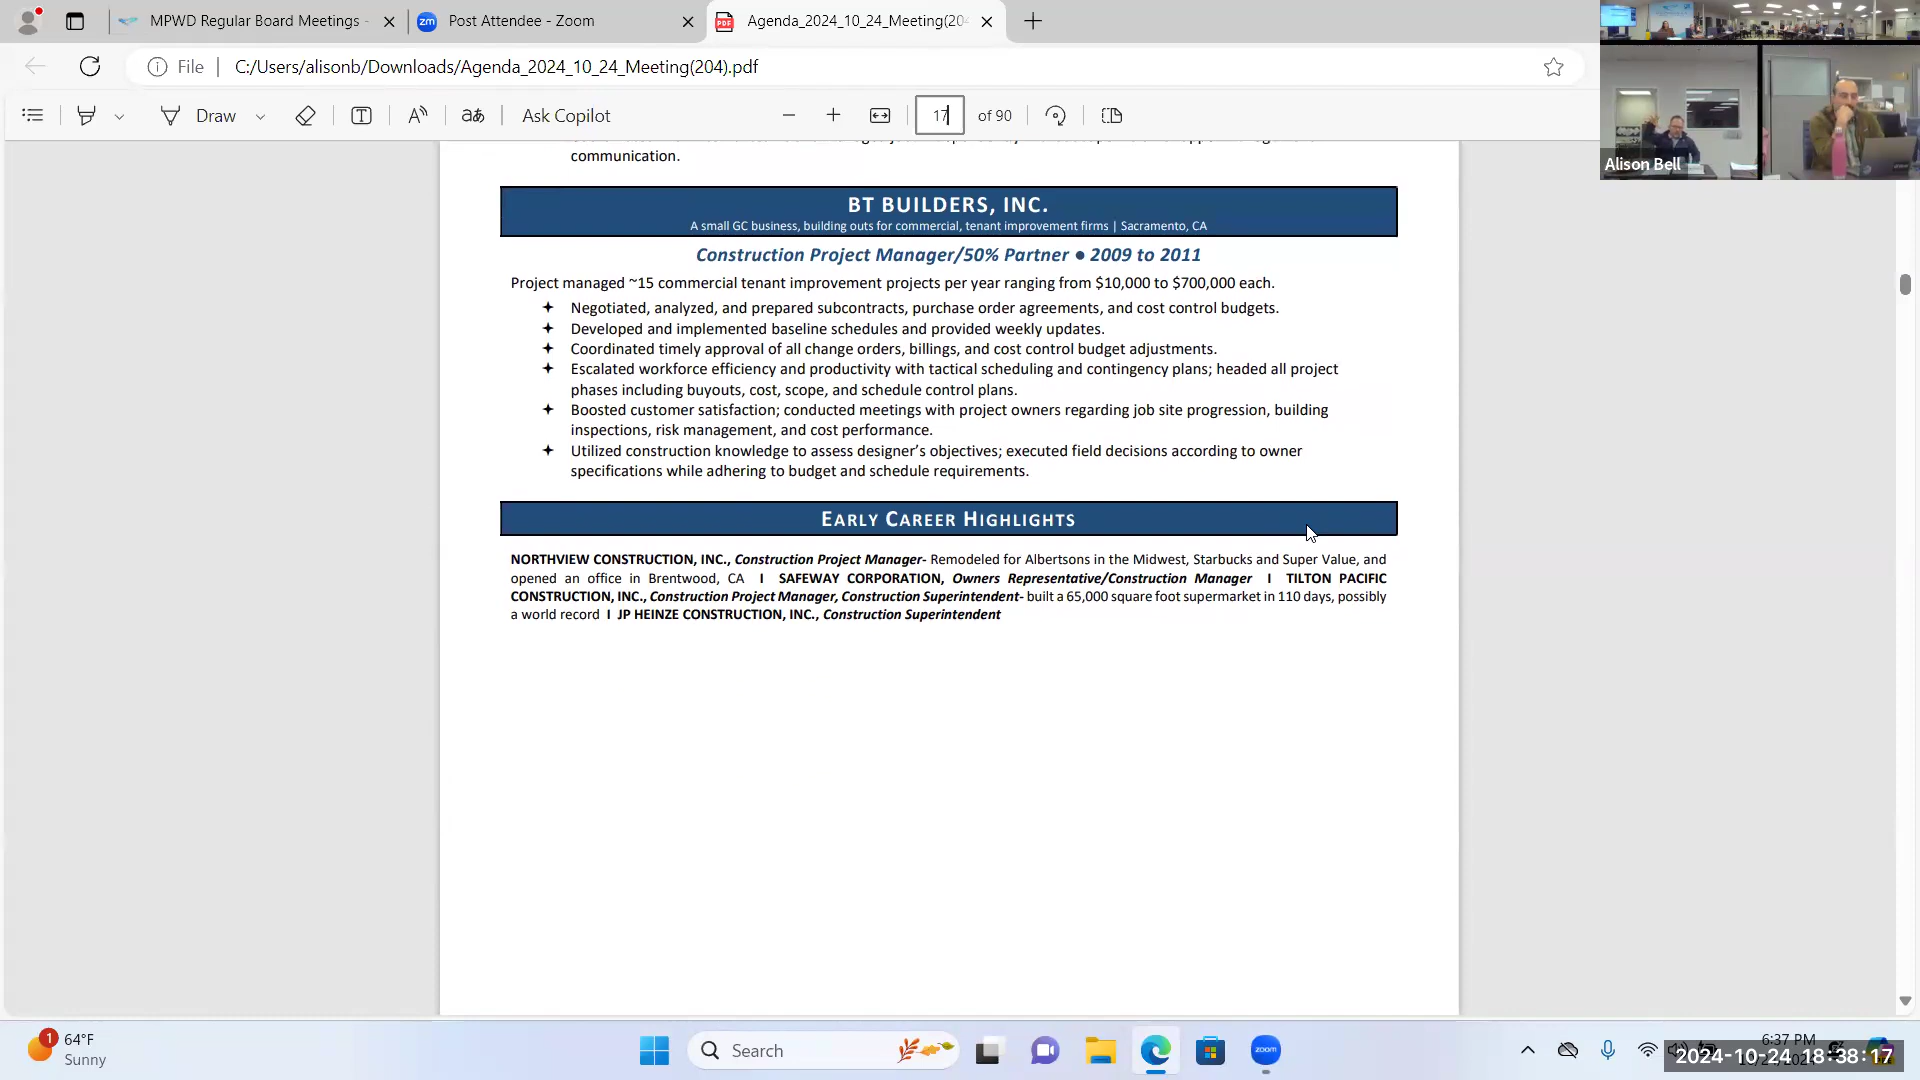 MPWD Regular Board Meetings -
Post Attendee - Zoom
Agenda_2024_10_24_Meeting(204
File
C:/Users/alisonb/Downloads/Agenda_2024_10_24_Meeting(204).pdf
Draw
Ask Copilot
17 of 90
Alison Bell
communication.
BT BUILDERS, INC.
A small GC business, building outs for commercial, tenant improvement firms | Sacramento, CA
Construction Project Manager/50% Partner ● 2009 to 2011
Project managed ~15 commercial tenant improvement projects per year ranging from $10,000 to $700,000 each.
Negotiated, analyzed, and prepared subcontracts, purchase order agreements, and cost control budgets.
Developed and implemented baseline schedules and provided weekly updates.
Coordinated timely approval of all change orders, billings, and cost control budget adjustments.
Escalated workforce efficiency and productivity with tactical scheduling and contingency plans; headed all project
phases including buyouts, cost, scope, and schedule control plans.
Boosted customer satisfaction; conducted meetings with project owners regarding job site progression, building
inspections, risk management, and cost performance.
Utilized construction knowledge to assess designer's objectives; executed field decisions according to owner
specifications while adhering to budget and schedule requirements.
EARLY CAREER HIGHLIGHTS
NORTHVIEW CONSTRUCTION, INC., Construction Project Manager- Remodeled for Albertsons in the Midwest, Starbucks and Super Value, and
opened an office in Brentwood, CA I SAFEWAY CORPORATION, Owners Representative/Construction Manager I TILTON PACIFIC
CONSTRUCTION, INC., Construction Project Manager, Construction Superintendent- built a 65,000 square foot supermarket in 110 days, possibly
a world record I JP HEINZE CONSTRUCTION, INC., Construction Superintendent
1
64°F
Sunny
Search
zoom
6:37 PM
2024-10-24 18:38:17